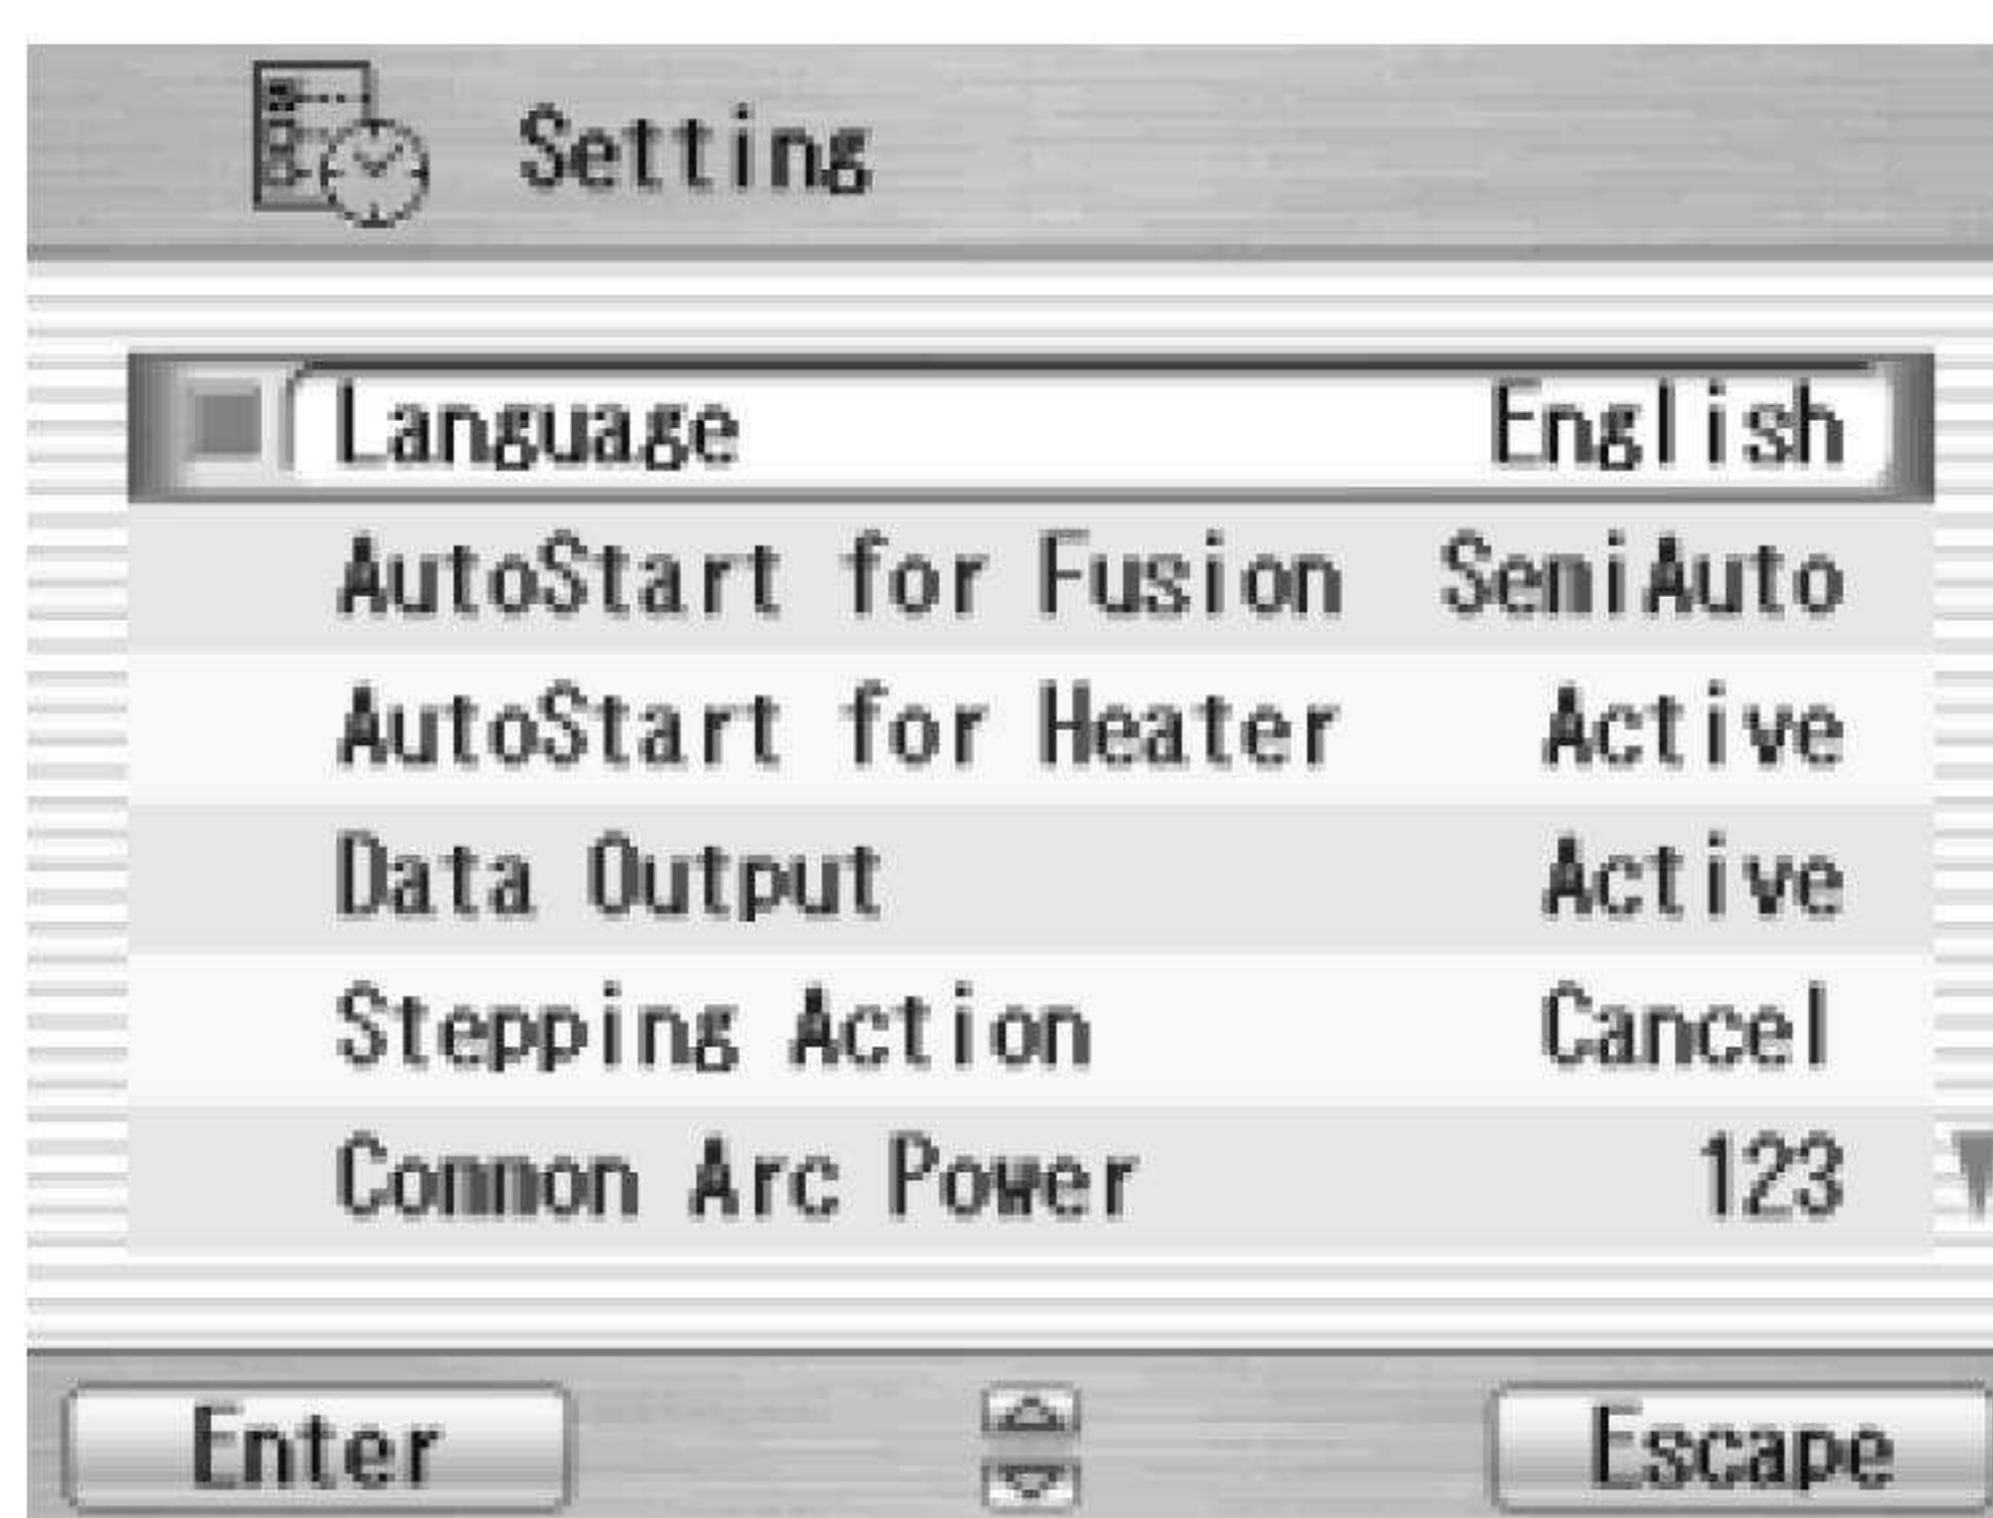 Setting
Language English
AutoStart for Fusion SemiAuto
AutoStart for Heater Active
Data Output Active
Stepping Action Cancel
Common Arc Power 123
Enter Escape